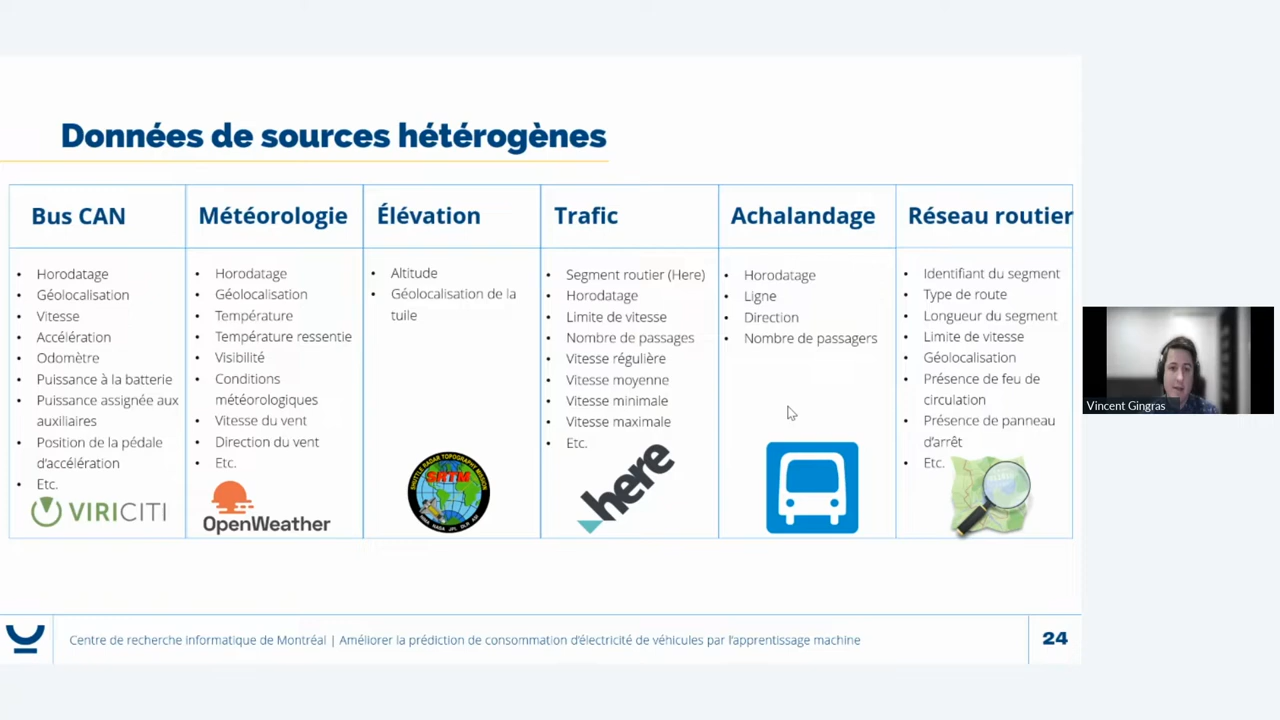 Données de sources hétérogènes
Bus CAN
Horodatage
Géolocalisation
Vitesse
Accélération
Odomètre
Puissance à la batterie
Puissance assignée aux
auxiliaires
Position de la pédale
d'accélération
Etc.
VIRICITI
Météorologie
Horodatage
Géolocalisation
Température
Température ressentie
Visibilité
Conditions
météorologiques
Vitesse du vent
Direction du vent
Etc.
OpenWeather
Élévation
Altitude
Géolocalisation de la
tuile
SHUTTLE RADAR TOPOGRAPHY MISSION
SRTM
Trafic
Segment routier (Here)
Horodatage
Limite de vitesse
Nombre de passages
Vitesse régulière
Vitesse moyenne
Vitesse minimale
Vitesse maximale
Etc.
here
Achalandage
Horodatage
Ligne
Direction
Nombre de passagers
Réseau routier
Identifiant du segment
Type de route
Longueur du segment
Limite de vitesse
Géolocalisation
Présence de feu de
circulation
Présence de panneau
d'arrêt
Etc.
Vincent Gingras
Centre de recherche informatique de Montréal | Améliorer la prédiction de consommation d'électricité de véhicules par l'apprentissage machine
24